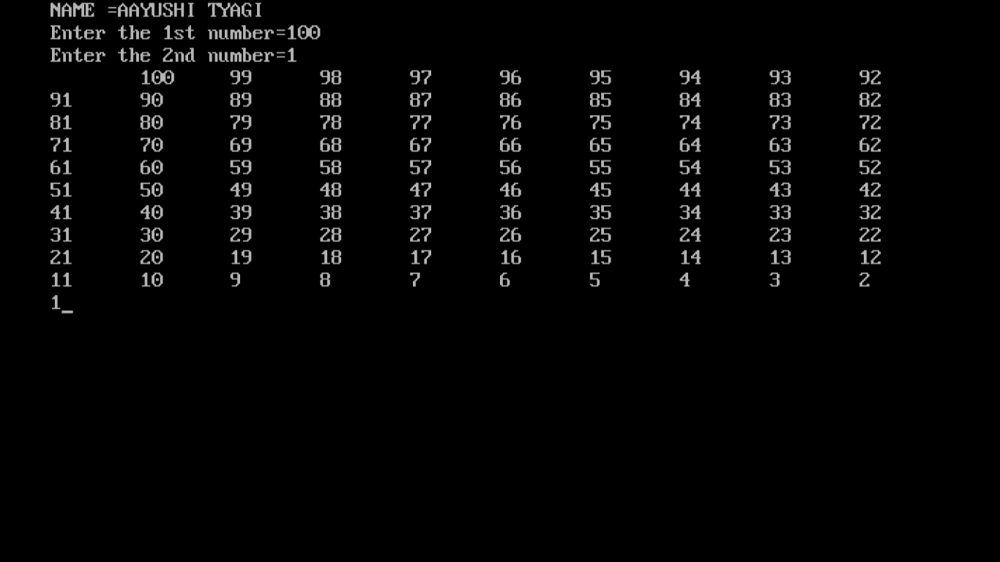 NAME =AAYUSHI TYAGI
Enter the 1st number=100
Enter the 2nd number=1
100 99 98 97 96 95 94 93 92
91 90 89 88 87 86 85 84 83 82
81 80 79 78 77 76 75 74 73 72
71 70 69 68 67 66 65 64 63 62
61 60 59 58 57 56 55 54 53 52
51 50 49 48 47 46 45 44 43 42
41 40 39 38 37 36 35 34 33 32
31 30 29 28 27 26 25 24 23 22
21 20 19 18 17 16 15 14 13 12
11 10 9 8 7 6 5 4 3 2
1_